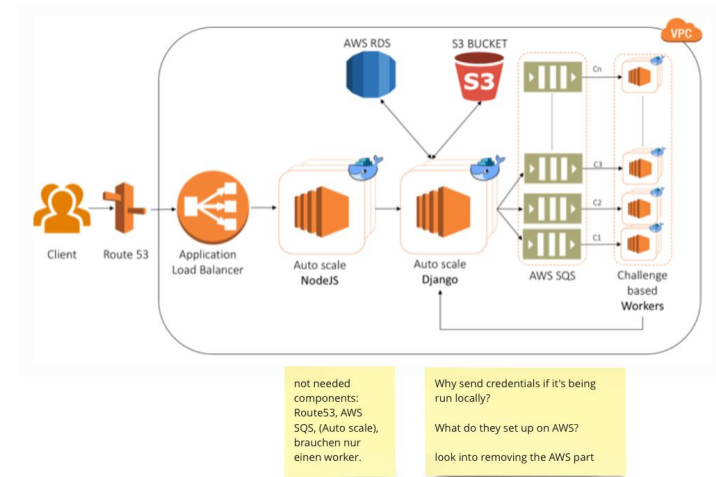 VPC
AWS RDS
S3 BUCKET
S3
Cn
C3
C2
C1
Client
Route 53
Application
Load Balancer
Auto scale
NodeJS
Auto scale
Django
AWS SQS
Challenge
based
Workers
not needed
components:
Route53, AWS
SQS, (Auto scale),
brauchen nur
einen worker.
Why send credentials if it's being
run locally?
What do they set up on AWS?
look into removing the AWS part